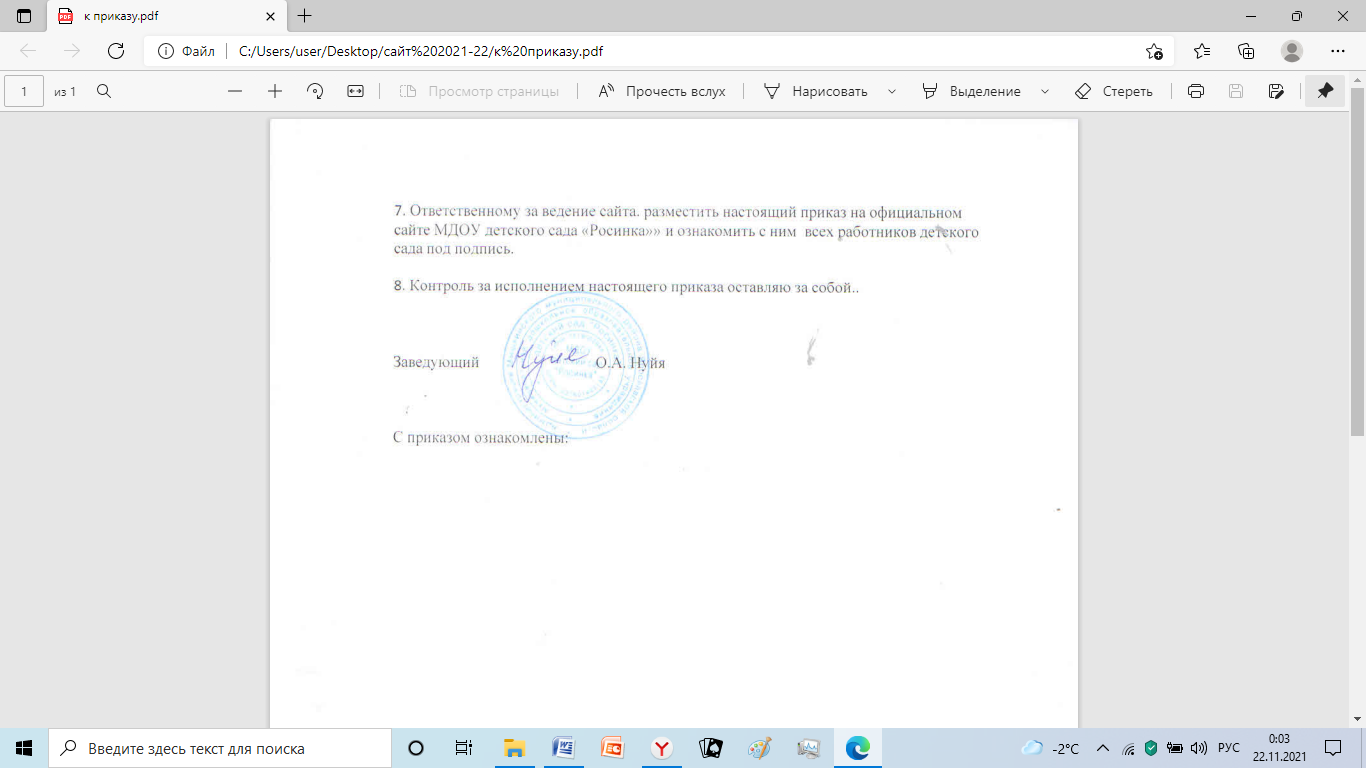 к приказу.pdf
Файл
C:/Users/user/Desktop/сайт%202021-22/к%20приказу.pdf
1 из 1
Просмотр страницы
Прочесть вслух
Нарисовать
Выделение
Стереть
7. Ответственному за ведение сайта. разместить настоящий приказ на официальном
сайте МДОУ детского сада «Росинка»» и ознакомить с ним всех работников детского
сада под подпись.
8. Контроль за исполнением настоящего приказа оставляю за собой..
Заведующий О.А. Нуйя
С приказом ознакомлены:
Введите здесь текст для поиска
-2°C
РУС
0:03
22.11.2021